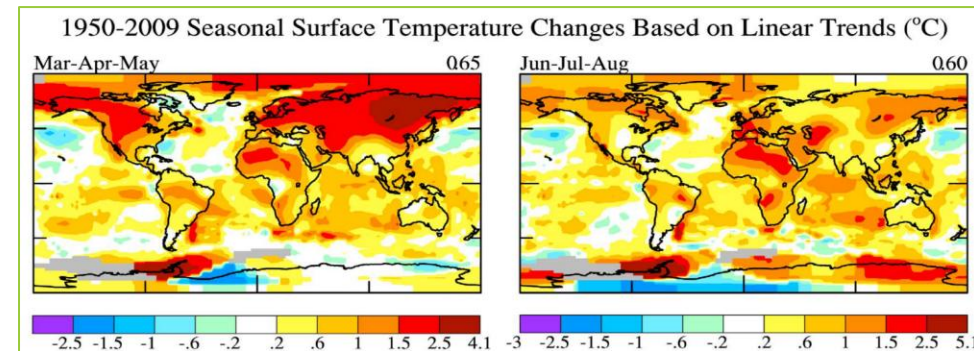 1950-2009 Seasonal Surface Temperature Changes Based on Linear Trends (°C)
Mar-Apr-May 0.65
Jun-Jul-Aug 0.60
-2.5 -1.5 -1 -.6 -.2 .2 .6 1 1.5 2.5 4.1
-3 -2.5 -1.5 -1 -.6 -.2 .2 .6 1 1.5 2.5 5.